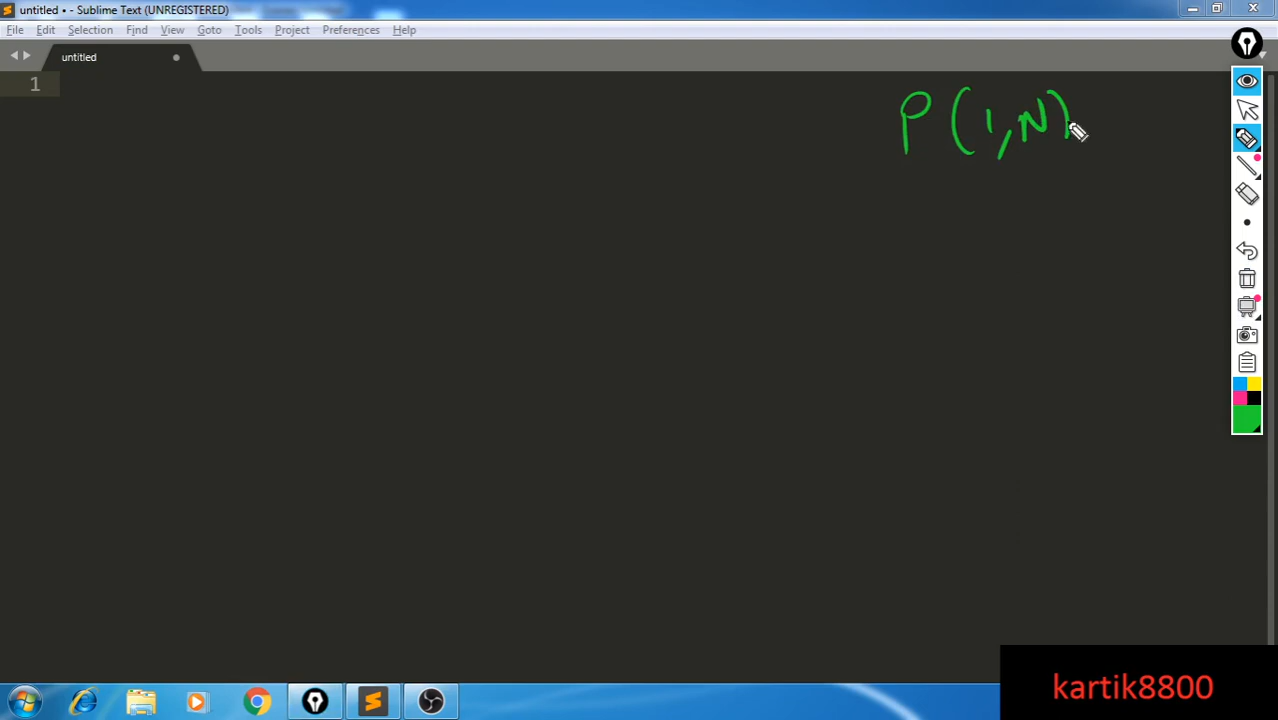 untitled • - Sublime Text (UNREGISTERED)
File Edit Selection Find View Goto Tools Project Preferences Help
untitled
1
P (1,N)
kartik8800